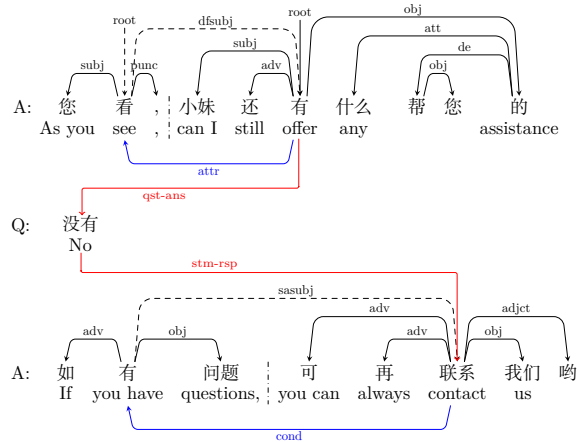 root
dfsubj
root
obj
subj
att
de
subj
punc
adv
obj
A: 您 看 , 小妹 还 有 什么 帮 您 的
As you see , can I still offer any assistance
attr
qst-ans
Q: 没有
No
stm-rsp
sasubj
adv
adjct
adv
obj
adv
obj
A: 如 有 问题 可 再 联系 我们 哟
If you have questions, you can always contact us
cond